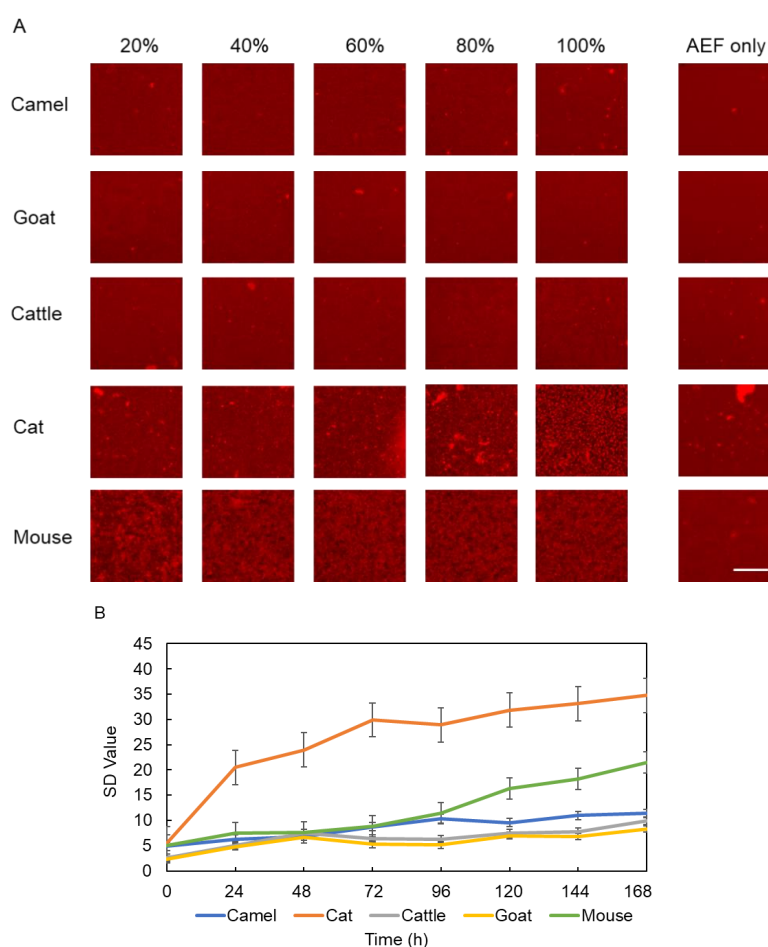 A
20% 40% 60% 80% 100% AEF only
Camel
Goat
Cattle
Cat
Mouse
B
45
40
35
30
25
20
15
10
5
0
SD Value
0 24 48 72 96 120 144 168
Camel Cat Cattle Goat Mouse
Time (h)